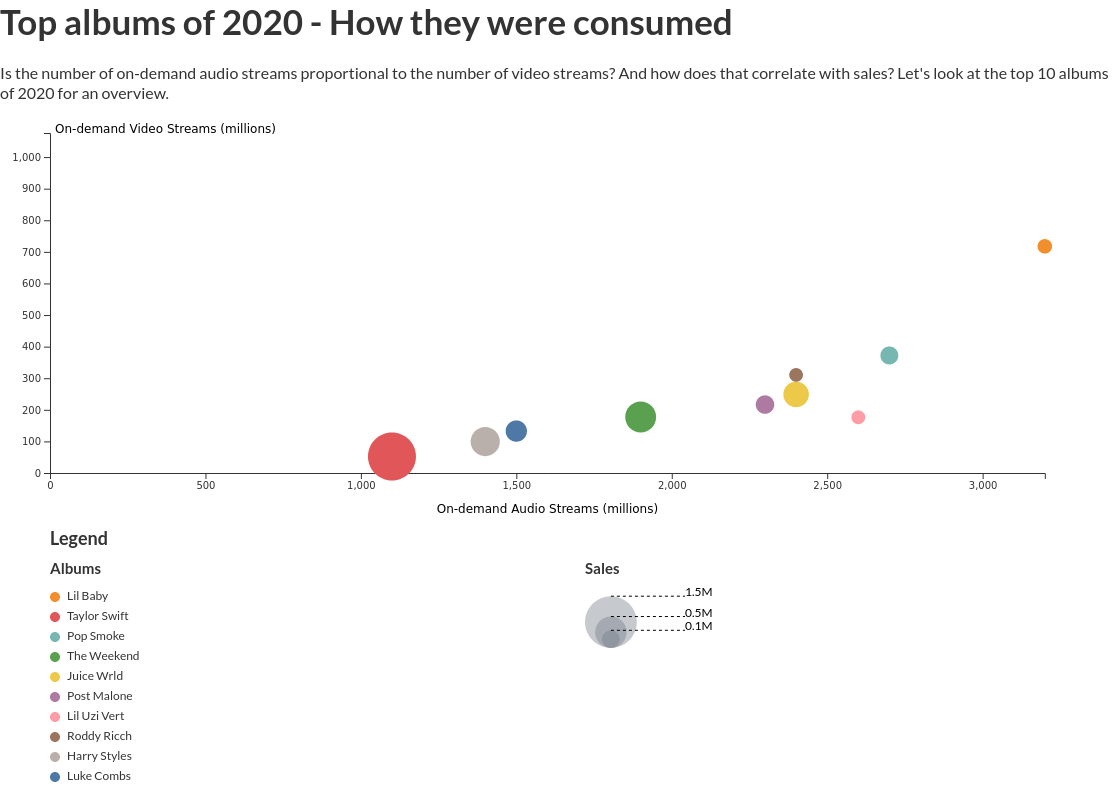 Top albums of 2020 - How they were consumed
Is the number of on-demand audio streams proportional to the number of video streams? And how does that correlate with sales? Let's look at the top 10 albums
of 2020 for an overview.
On-demand Video Streams (millions)
1,000
900
800
700
600
500
400
300
200
100
0
0 500 1,000 1,500 2,000 2,500 3,000
On-demand Audio Streams (millions)
Legend
Albums
Lil Baby
Taylor Swift
Pop Smoke
The Weekend
Juice Wrld
Post Malone
Lil Uzi Vert
Roddy Ricch
Harry Styles
Luke Combs
Sales
1.5M
0.5M
0.1M